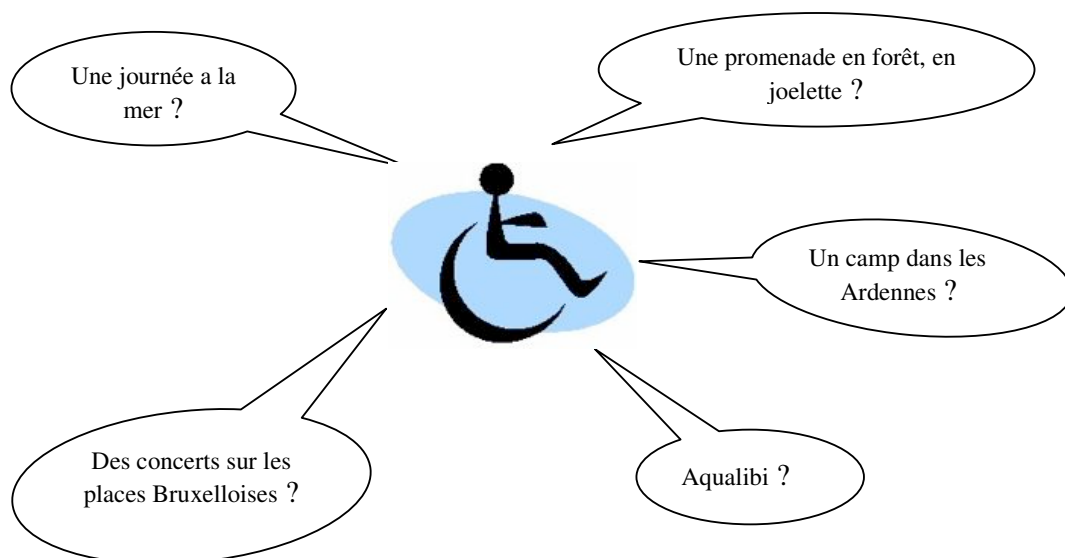 Une journée a la
mer ?
Une promenade en forêt, en
joelette ?
Un camp dans les
Ardennes ?
Des concerts sur les
places Bruxelloises ?
Aqualibi ?